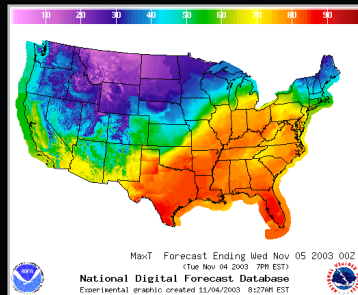 10 20 30 40 50 60 70 80 90
MaxT Forecast Ending Wed Nov 05 2003 00Z
(Tue Nov 04 2003 7PM EST)
National Digital Forecast Database
Experimental graphic created 11/04/2003 8:27AM EST